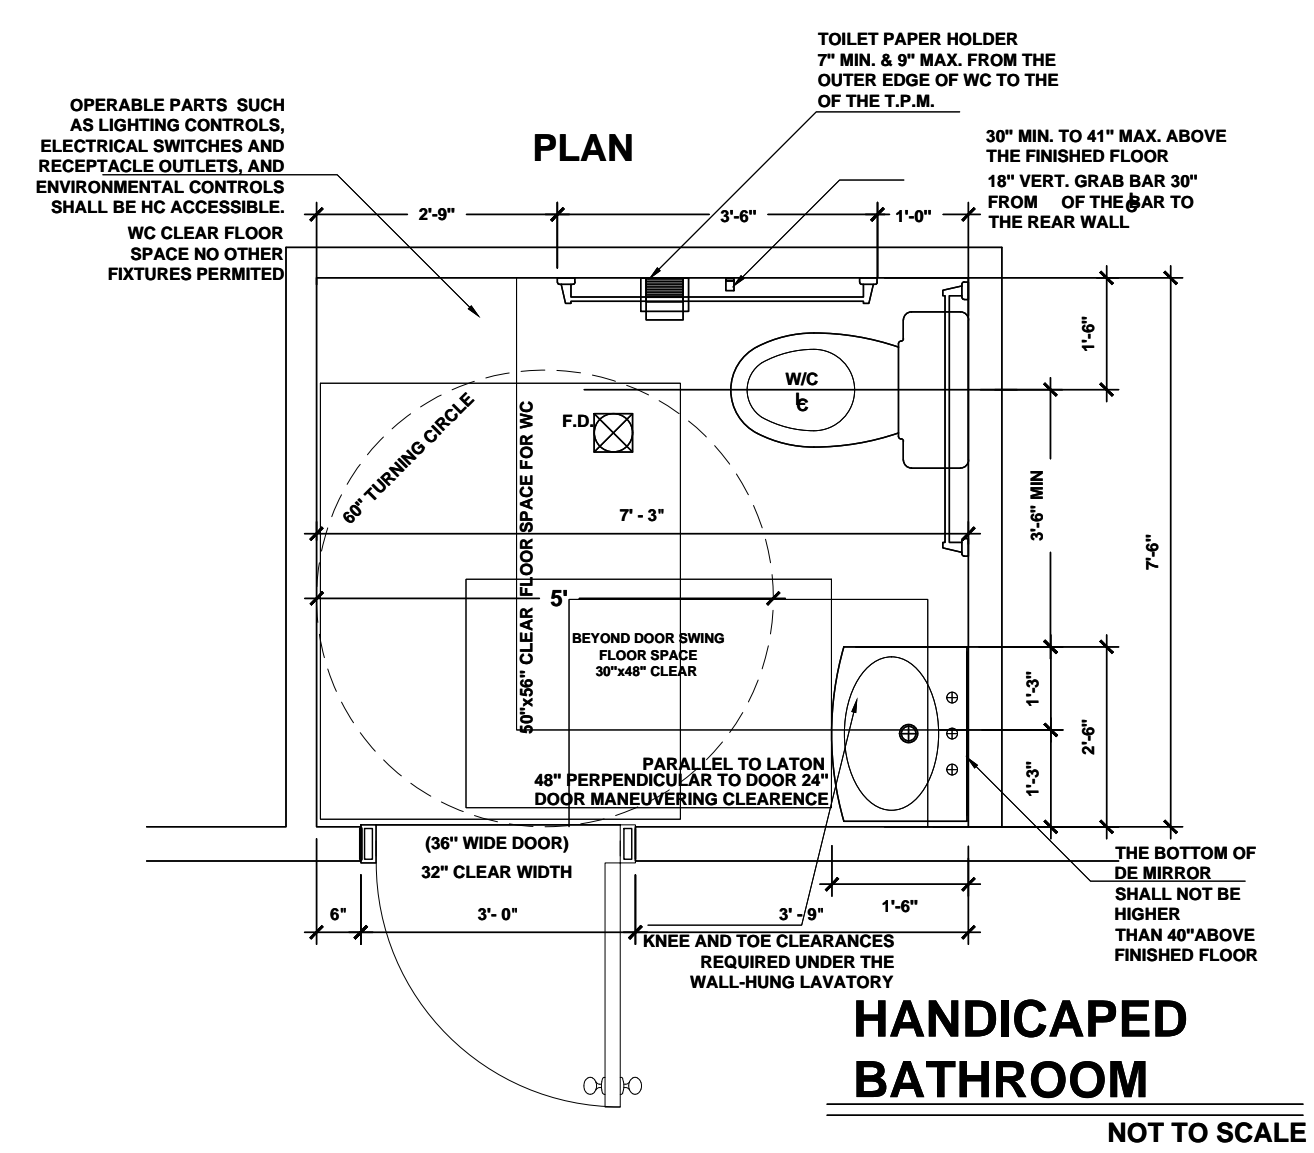 TOILET PAPER HOLDER
7" MIN. & 9" MAX. FROM THE
OUTER EDGE OF WC TO THE
OF THE T.P.M.
OPERABLE PARTS SUCH
AS LIGHTING CONTROLS,
ELECTRICAL SWITCHES AND
RECEPTACLE OUTLETS, AND
ENVIRONMENTAL CONTROLS
SHALL BE HC ACCESSIBLE.
WC CLEAR FLOOR
SPACE NO OTHER
FIXTURES PERMITED
PLAN
30" MIN. TO 41" MAX. ABOVE
THE FINISHED FLOOR
18" VERT. GRAB BAR 30"
FROM OF THE BAR TO
THE REAR WALL
2'-9"
3'-6"
1'-0"
1'-6"
W/C
F.D.
60" TURNING CIRCLE
50"x56" CLEAR FLOOR SPACE FOR WC
7' - 3"
3'-6" MIN
7'-6"
5'
BEYOND DOOR SWING
FLOOR SPACE
30"x48" CLEAR
1'-3"
2'-6"
1'-3"
PARALLEL TO LATON
48" PERPENDICULAR TO DOOR 24"
DOOR MANEUVERING CLEARENCE
(36" WIDE DOOR)
32" CLEAR WIDTH
6"
3'- 0"
3' - 9"
1'-6"
THE BOTTOM OF
DE MIRROR
SHALL NOT BE
HIGHER
THAN 40"ABOVE
FINISHED FLOOR
KNEE AND TOE CLEARANCES
REQUIRED UNDER THE
WALL-HUNG LAVATORY
HANDICAPED
BATHROOM
NOT TO SCALE